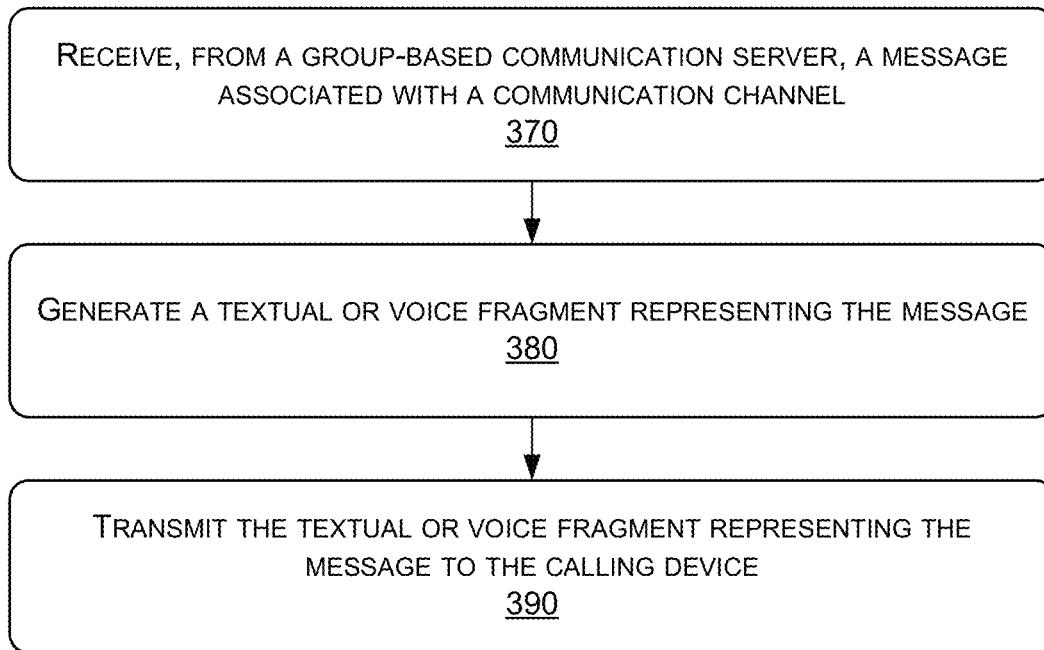 RECEIVE, FROM A GROUP-BASED COMMUNICATION SERVER, A MESSAGE
ASSOCIATED WITH A COMMUNICATION CHANNEL
370
GENERATE A TEXTUAL OR VOICE FRAGMENT REPRESENTING THE MESSAGE
380
TRANSMIT THE TEXTUAL OR VOICE FRAGMENT REPRESENTING THE
MESSAGE TO THE CALLING DEVICE
390